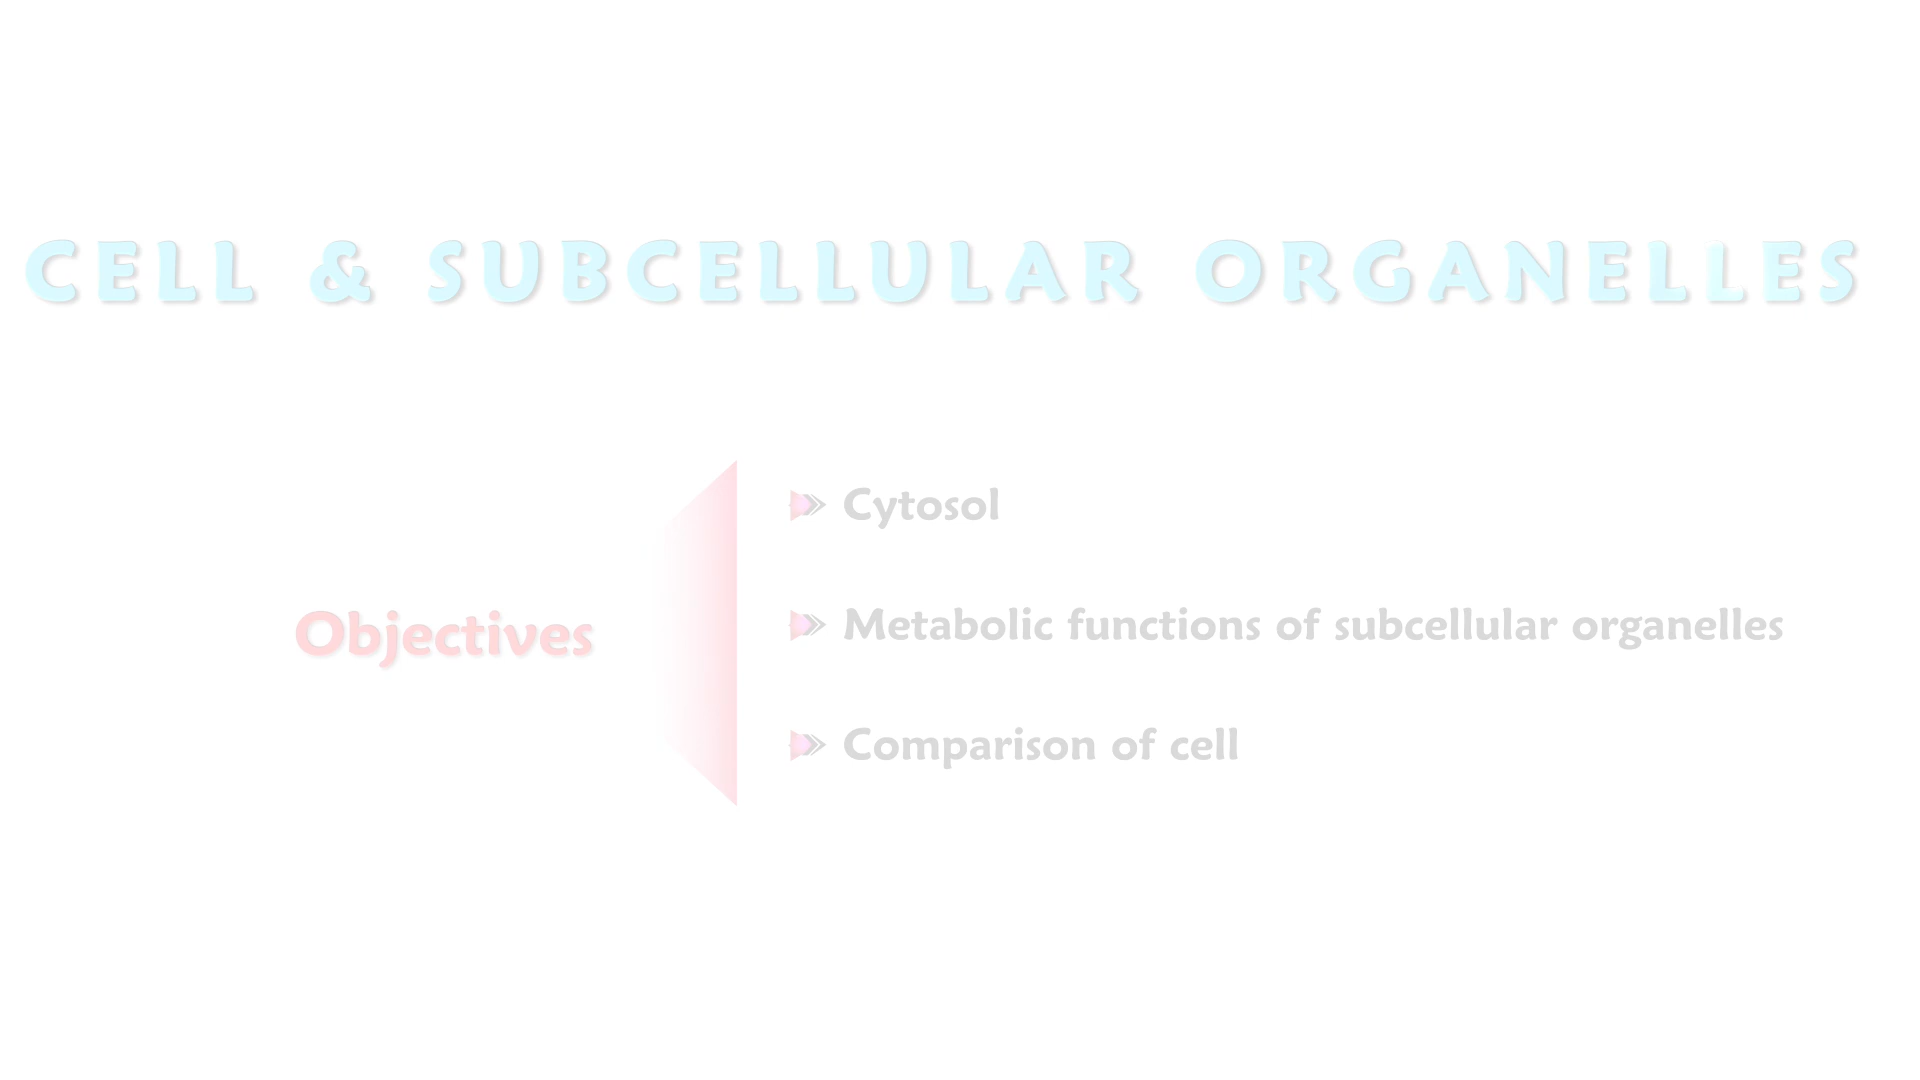 CELL & SUBCELLULAR ORGANELLES
Objectives
Cytosol
Metabolic functions of subcellular organelles
Comparison of cell